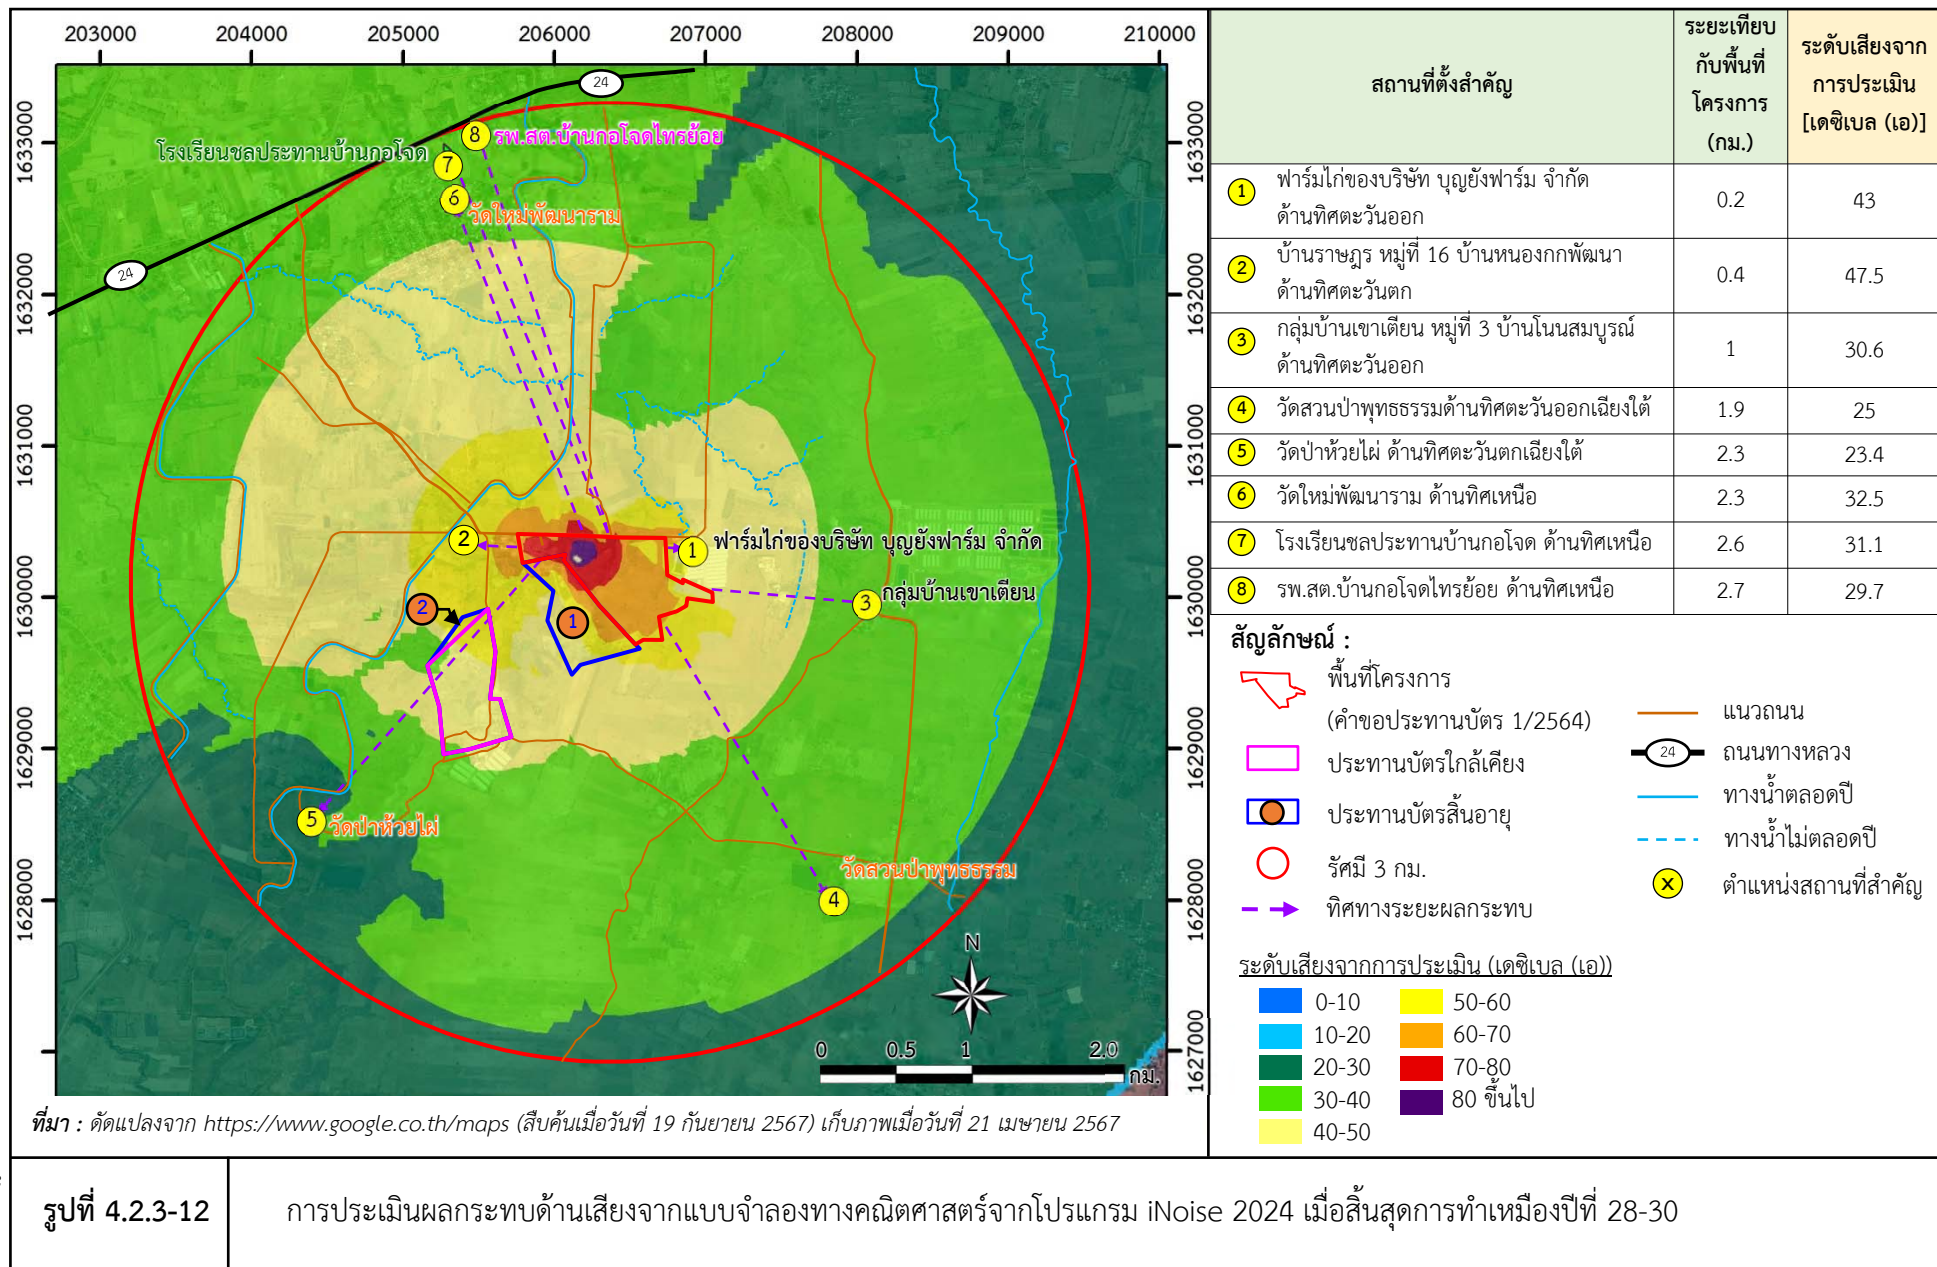 203000 204000 205000 206000 207000 208000 209000 210000
1633000
1632000
1631000
1630000
1629000
1628000
1633000
1632000
1631000
1630000
1629000
1628000
1627000
24
24
8 รพ.สต.บ้านกอโจดไทรย้อย
โรงเรียนชลประทานบ้านกอโจด
7
6
วัดใหม่พัฒนาราม
2
1 ฟาร์มไก่ของบริษัท บุญยังฟาร์ม จำกัด
3 กลุ่มบ้านเขาเตียน
2
1
5 วัดป่าห้วยไผ่
วัดสวนป่าพุทธธรรม
4
N
0 0.5 1 2.0
กม.
ที่มา : ดัดแปลงจาก https://www.google.co.th/maps (สืบค้นเมื่อวันที่ 19 กันยายน 2567) เก็บภาพเมื่อวันที่ 21 เมษายน 2567
สถานที่ตั้งสำคัญ
ระยะเทียบ
กับพื้นที่
โครงการ
(กม.)
ระดับเสียงจาก
การประเมิน
[เดซิเบล (เอ)]
1 ฟาร์มไก่ของบริษัท บุญยังฟาร์ม จำกัด
ด้านทิศตะวันออก 0.2 43
2 บ้านราษฎร หมู่ที่ 16 บ้านหนองกกพัฒนา
ด้านทิศตะวันตก 0.4 47.5
3 กลุ่มบ้านเขาเตียน หมู่ที่ 3 บ้านโนนสมบูรณ์
ด้านทิศตะวันออก 1 30.6
4 วัดสวนป่าพุทธธรรมด้านทิศตะวันออกเฉียงใต้ 1.9 25
5 วัดป่าห้วยไผ่ ด้านทิศตะวันตกเฉียงใต้ 2.3 23.4
6 วัดใหม่พัฒนาราม ด้านทิศเหนือ 2.3 32.5
7 โรงเรียนชลประทานบ้านกอโจด ด้านทิศเหนือ 2.6 31.1
8 รพ.สต.บ้านกอโจดไทรย้อย ด้านทิศเหนือ 2.7 29.7
สัญลักษณ์ :
พื้นที่โครงการ
(คำขอประทานบัตร 1/2564)
ประทานบัตรใกล้เคียง
ประทานบัตรสิ้นอายุ
รัศมี 3 กม.
ทิศทางระยะผลกระทบ
แนวถนน
24 ถนนทางหลวง
ทางน้ำตลอดปี
ทางน้ำไม่ตลอดปี
X ตำแหน่งสถานที่สำคัญ
ระดับเสียงจากการประเมิน (เดซิเบล (เอ))
0-10 50-60
10-20 60-70
20-30 70-80
30-40 80 ขึ้นไป
40-50
รูปที่ 4.2.3-12 การประเมินผลกระทบด้านเสียงจากแบบจำลองทางคณิตศาสตร์จากโปรแกรม iNoise 2024 เมื่อสิ้นสุดการทำเหมืองปีที่ 28-30